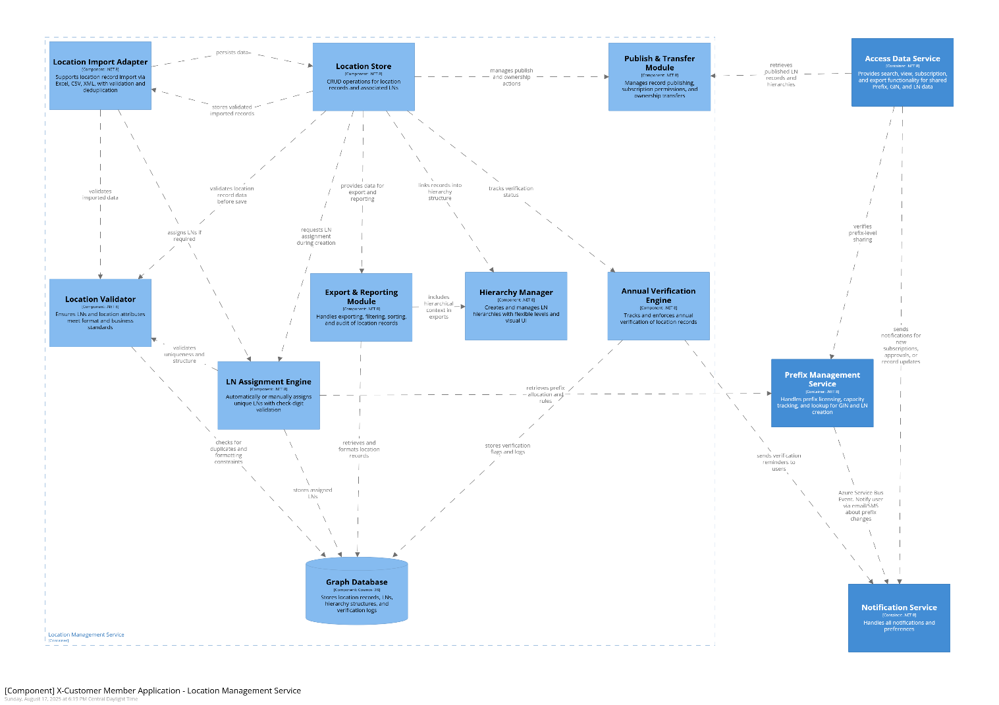 Location Import Adapter
[Component: .NET 8]
Supports location record import via
Excel, CSV, XML, with validation and
deduplication
persists data
stores validated
imported records
Location Store
[Component: .NET 8]
CRUD operations for location
records and associated LNs
manages publish
and ownership
actions
Publish & Transfer
Module
[Component: .NET 8]
Manages record publishing,
subscription permissions, and
ownership transfers
retrieves
published LN
records and
hierarchies
Access Data Service
[Container: .NET 8]
Provides search, view, subscription,
and export functionality for shared
Prefix, GIN, and LN data
validates
imported data
validates location
record data
before save
provides data for
export and
reporting
links records into
hierarchy
structure
tracks verification
status
assigns LNs if
required
requests LN
assignment
during creation
verifies
prefix-level
sharing
Location Validator
[Component: .NET 8]
Ensures LNs and location attributes
meet format and business
standards
Export & Reporting
Module
[Component: .NET 8]
Handles exporting, filtering, sorting,
and audit of location records
includes
hierarchical
context in
exports
Hierarchy Manager
[Component: .NET 8]
Creates and manages LN
hierarchies with flexible levels and
visual UI
Annual Verification
Engine
[Component: .NET 8]
Tracks and enforces annual
verification of location records
sends
notifications for
new
subscriptions,
approvals, or
record updates
validates
uniqueness and
structure
LN Assignment Engine
[Component: .NET 8]
Automatically or manually assigns
unique LNs with check-digit
validation
retrieves prefix
allocation and
rules
Prefix Management
Service
[Container: .NET 8]
Handles prefix licensing, capacity
tracking, and lookup for GIN and LN
creation
checks for
duplicates and
formatting
constraints
retrieves and
formats location
records
stores verification
flags and logs
sends verification
reminders to
users
stores assigned
LNs
Azure Service Bus
Event. Notify user
via email/SMS
about prefix
changes
Graph Database
[Component: Cosmos DB]
Stores location records, LNs,
hierarchy structures, and
verification logs
Notification Service
[Container: .NET 8]
Handles all notifications and
preferences
Location Management Service
[Container]
[Component] X-Customer Member Application - Location Management Service
Sunday, August 17, 2025 at 6:19 PM Central Daylight Time